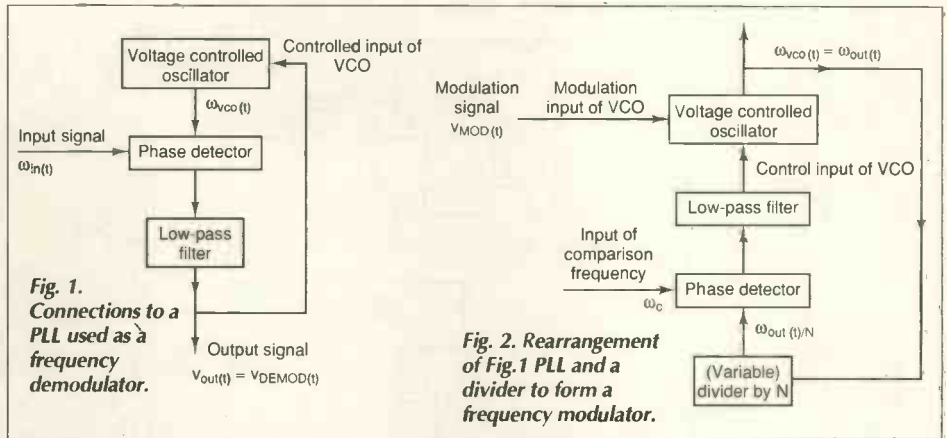 Voltage controlled
oscillator
Controlled input of
VCO
ωvco(t)
Input signal
ωin(t)
Phase detector
Low-pass
filter
Fig. 1.
Connections to a
PLL used as a
frequency
demodulator.
Output signal
vout(t) = vDEMOD(t)
ωvco(t) = ωout(t)
Modulation
signal
vMOD(t)
Modulation
input of VCO
Voltage controlled
oscillator
Control input of VCO
Low-pass filter
Input of
comparison
frequency
ωc
Phase detector
ωout (t)/N
Fig. 2. Rearrangement
of Fig.1 PLL and a
divider to form a
frequency modulator.
(Variable)
divider by N